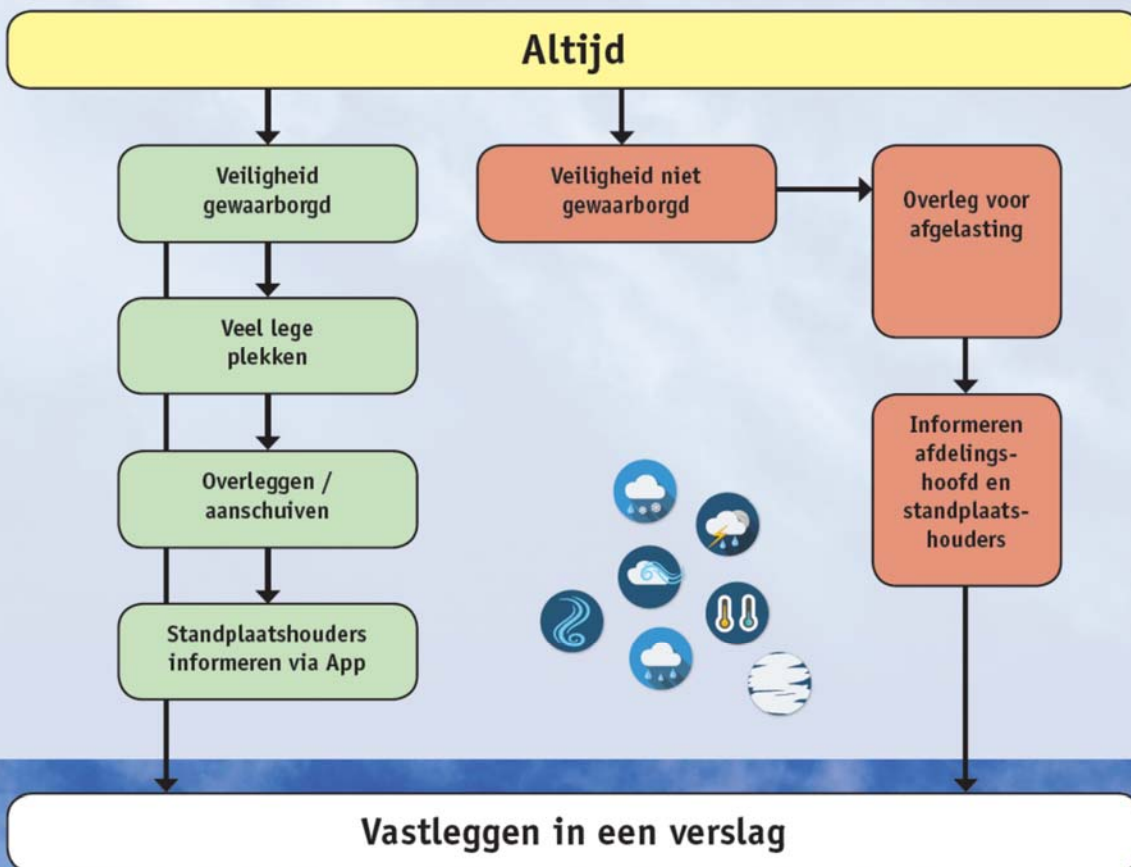 Altijd
Veiligheid
gewaarborgd
Veel lege
plekken
Overleggen /
aanschuiven
Standplaatshouders
informeren via App
Veiligheid niet
gewaarborgd
Overleg voor
afgelasting
Informeren
afdelings-
hoofd en
standplaats-
houders
Vastleggen in een verslag